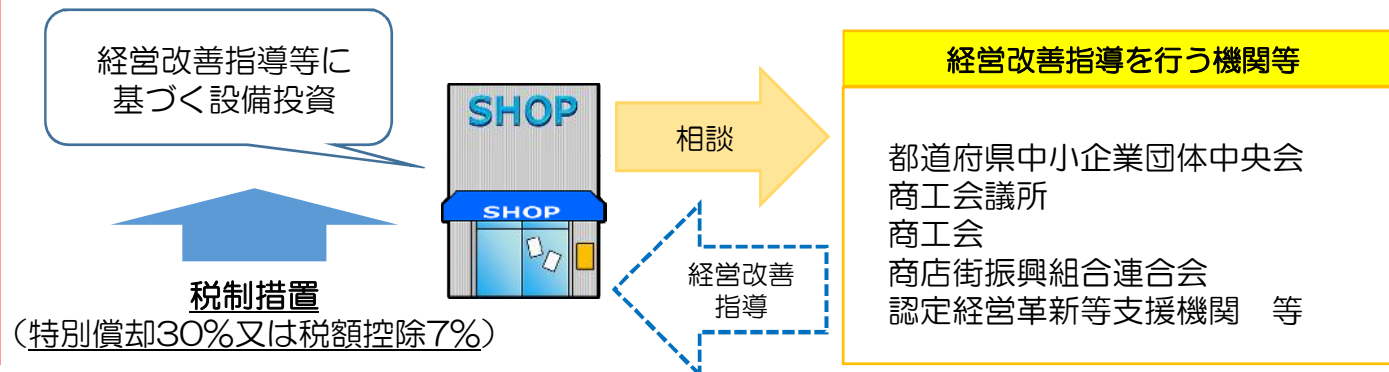 経営改善指導等に
基づく設備投資
税制措置
（特別償却30％又は税額控除7％）
SHOP
SHOP
相談
経営改善
指導
経営改善指導を行う機関等
都道府県中小企業団体中央会
商工会議所
商工会
商店街振興組合連合会
認定経営革新等支援機関　等